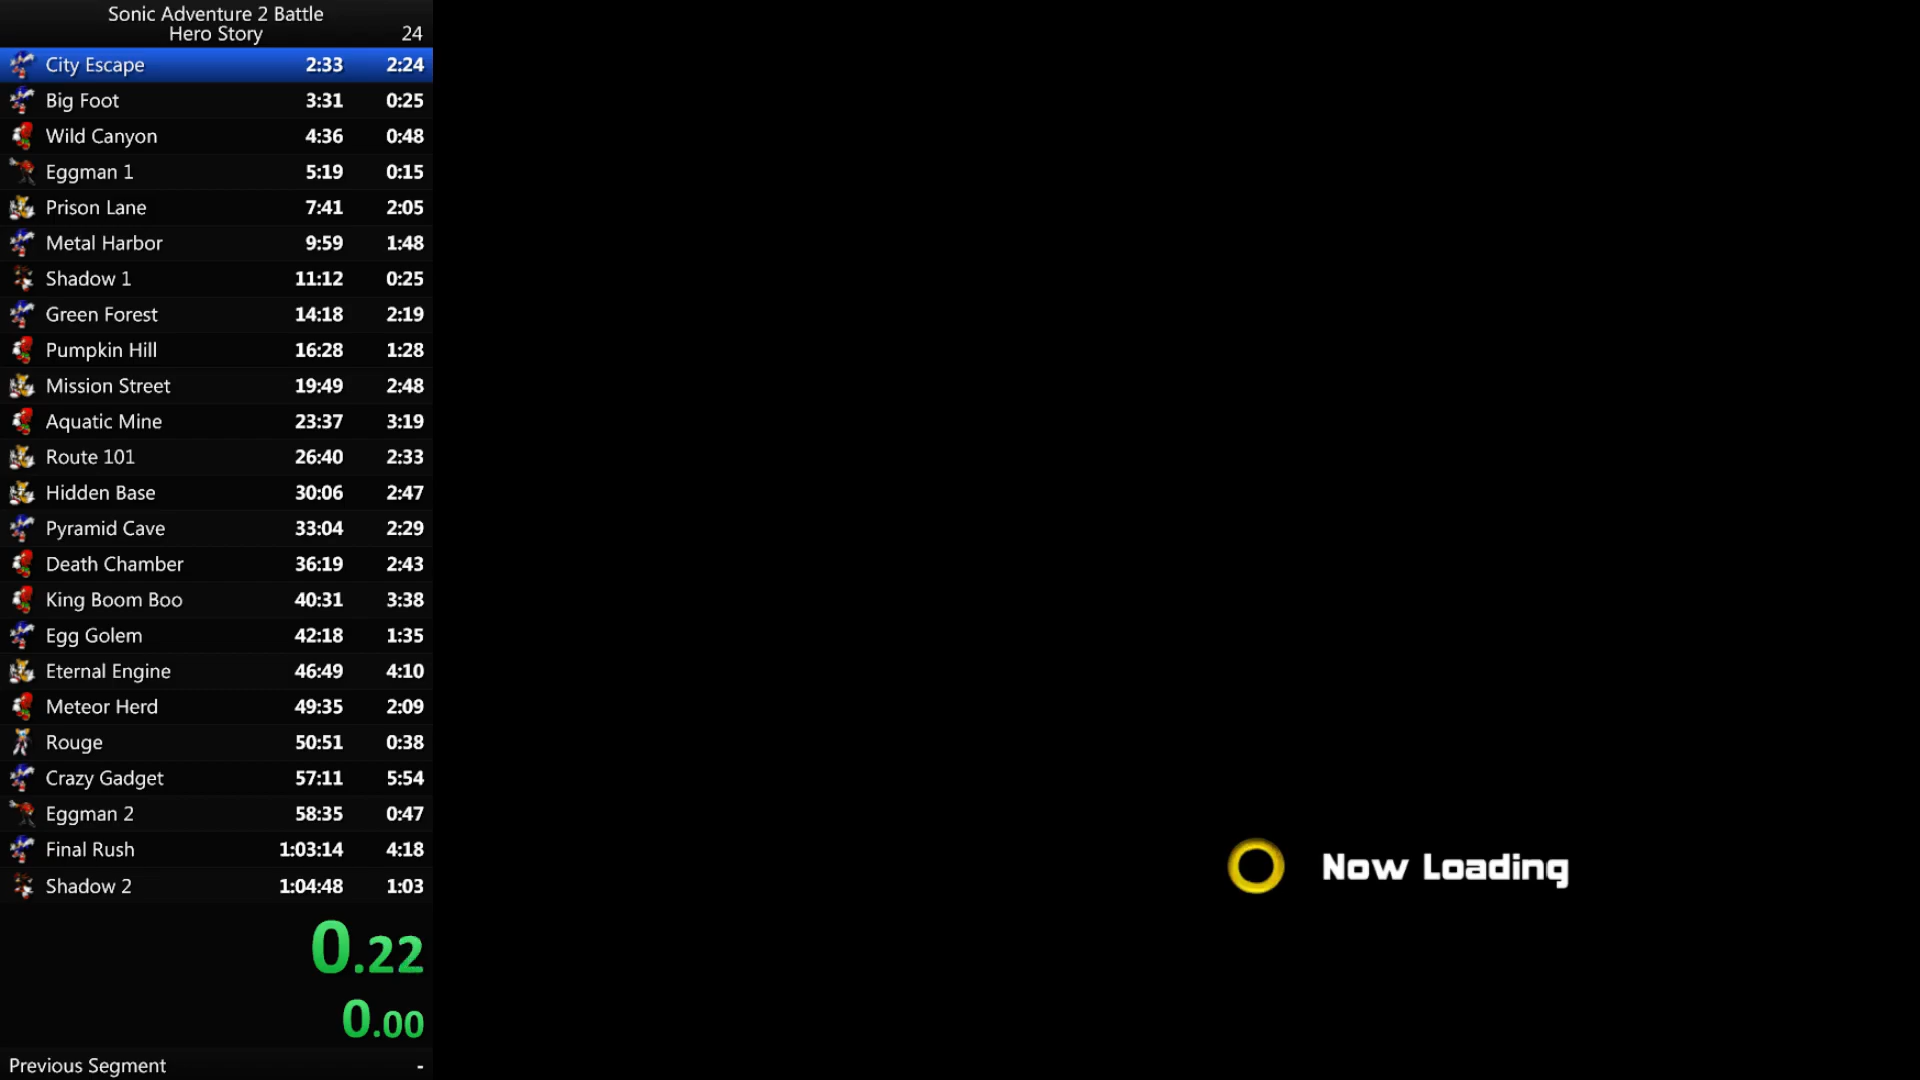 Sonic Adventure 2 Battle
Hero Story 24
City Escape 2:33 2:24
Big Foot 3:31 0:25
Wild Canyon 4:36 0:48
Eggman 1 5:19 0:15
Prison Lane 7:41 2:05
Metal Harbor 9:59 1:48
Shadow 1 11:12 0:25
Green Forest 14:18 2:19
Pumpkin Hill 16:28 1:28
Mission Street 19:49 2:48
Aquatic Mine 23:37 3:19
Route 101 26:40 2:33
Hidden Base 30:06 2:47
Pyramid Cave 33:04 2:29
Death Chamber 36:19 2:43
King Boom Boo 40:31 3:38
Egg Golem 42:18 1:35
Eternal Engine 46:49 4:10
Meteor Herd 49:35 2:09
Rouge 50:51 0:38
Crazy Gadget 57:11 5:54
Eggman 2 58:35 0:47
Final Rush 1:03:14 4:18
Shadow 2 1:04:48 1:03
0.22
0.00
Previous Segment -
Now Loading